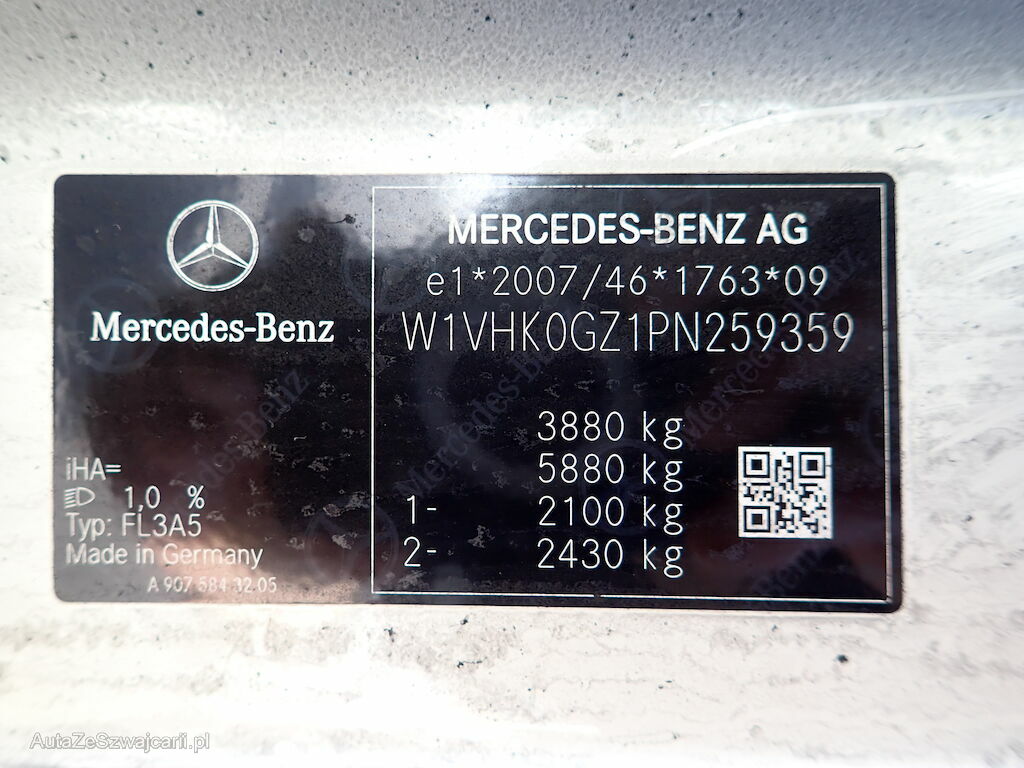 Mercedes-Benz
iHA=
1,0 %
Typ: FL3A5
Made in Germany
A 907 584 32 05
MERCEDES-BENZ AG
e1*2007/46*1763*09
W1VHK0GZ1PN259359
3880 kg
5880 kg
1- 2100 kg
2- 2430 kg
AutaZeSzwajcarii.pl